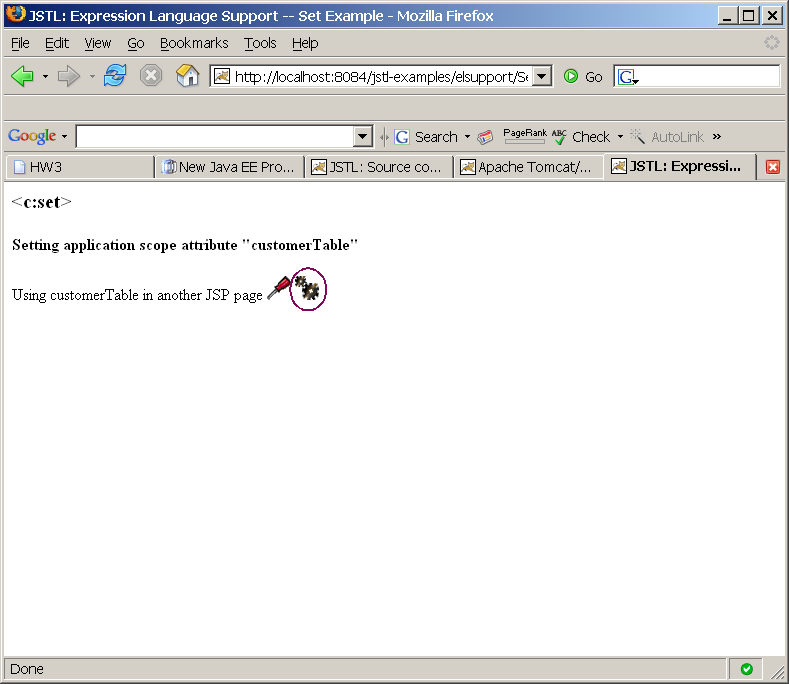 JSTL: Expression Language Support -- Set Example - Mozilla Firefox
File Edit View Go Bookmarks Tools Help
http://localhost:8084/jstl-examples/elsupport/Se Go G
Google G Search PageRank ABC Check AutoLink »
HW3 New Java EE Pro... JSTL: Source co... Apache Tomcat/... JSTL: Expressi...
<c:set>
Setting application scope attribute "customerTable"
Using customerTable in another JSP page
Done